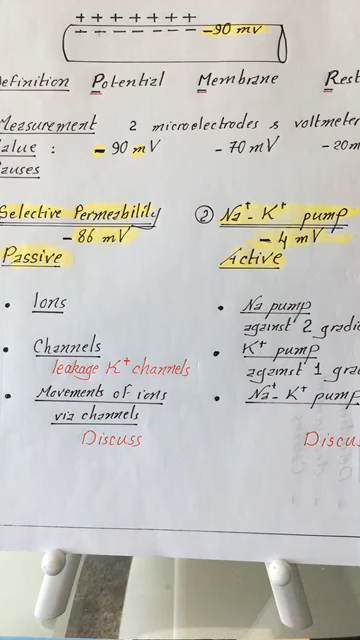 + + + + + + +
− − − − − − − -90 mV
Definition Potential Membrane Rest
Measurement 2 microelectrodes & voltmeter
Value : - 90 mV - 70 mV - 20 m
Causes
Selective Permeability
- 86 mV
Passive
• Ions
• Channels
leakage K⁺ channels
• Movements of ions
via channels
Discuss
② Na⁺- K⁺ pump
- 4 mV
Active
• Na pump
against 2 gradi
• K⁺ pump
against 1 gra
• Na⁺- K⁺ pump
Discus